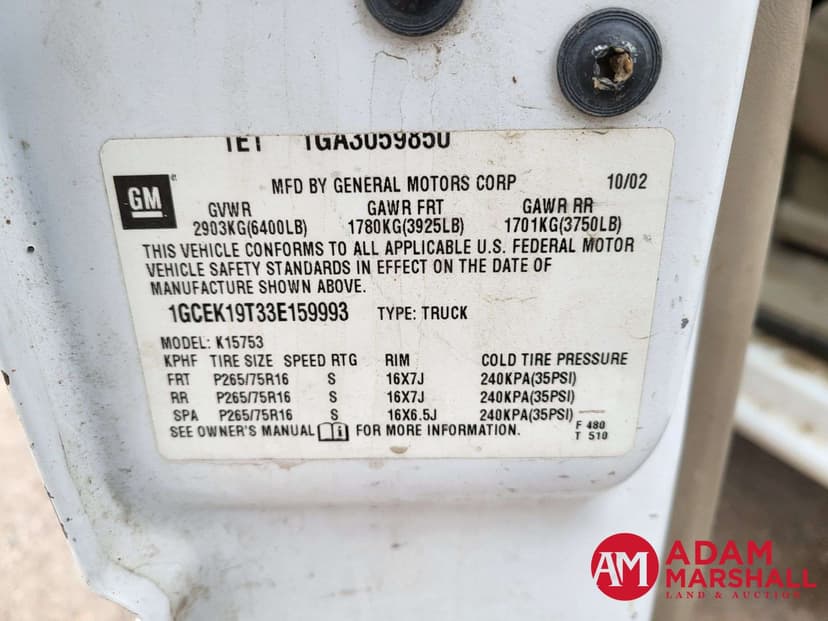 1ET 1GA3059850
GM
MFD BY GENERAL MOTORS CORP 10/02
GVWR GAWR FRT GAWR RR
2903KG(6400LB) 1780KG(3925LB) 1701KG(3750LB)
THIS VEHICLE CONFORMS TO ALL APPLICABLE U.S. FEDERAL MOTOR
VEHICLE SAFETY STANDARDS IN EFFECT ON THE DATE OF
MANUFACTURE SHOWN ABOVE.
1GCEK19T33E159993 TYPE: TRUCK
MODEL: K15753
KPHF TIRE SIZE SPEED RTG RIM COLD TIRE PRESSURE
FRT P265/75R16 S 16X7J 240KPA(35PSI)
RR P265/75R16 S 16X7J 240KPA(35PSI)
SPA P265/75R16 S 16X6.5J 240KPA(35PSI)
SEE OWNER'S MANUAL FOR MORE INFORMATION.
F 480
T 510
AM ADAM
MARSHALL
LAND & AUCTION